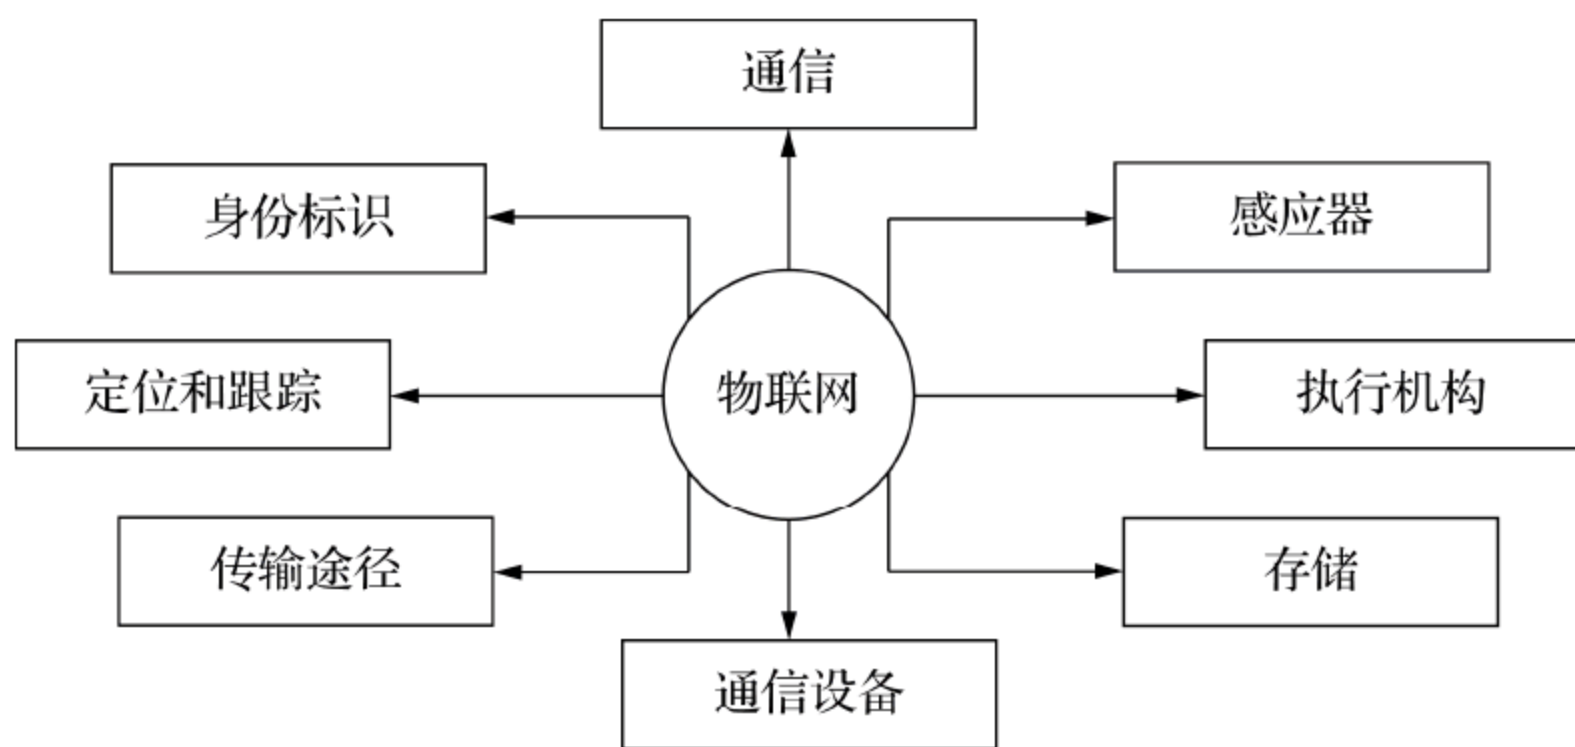 通信
身份标识
感应器
定位和跟踪
物联网
执行机构
传输途径
存储
通信设备